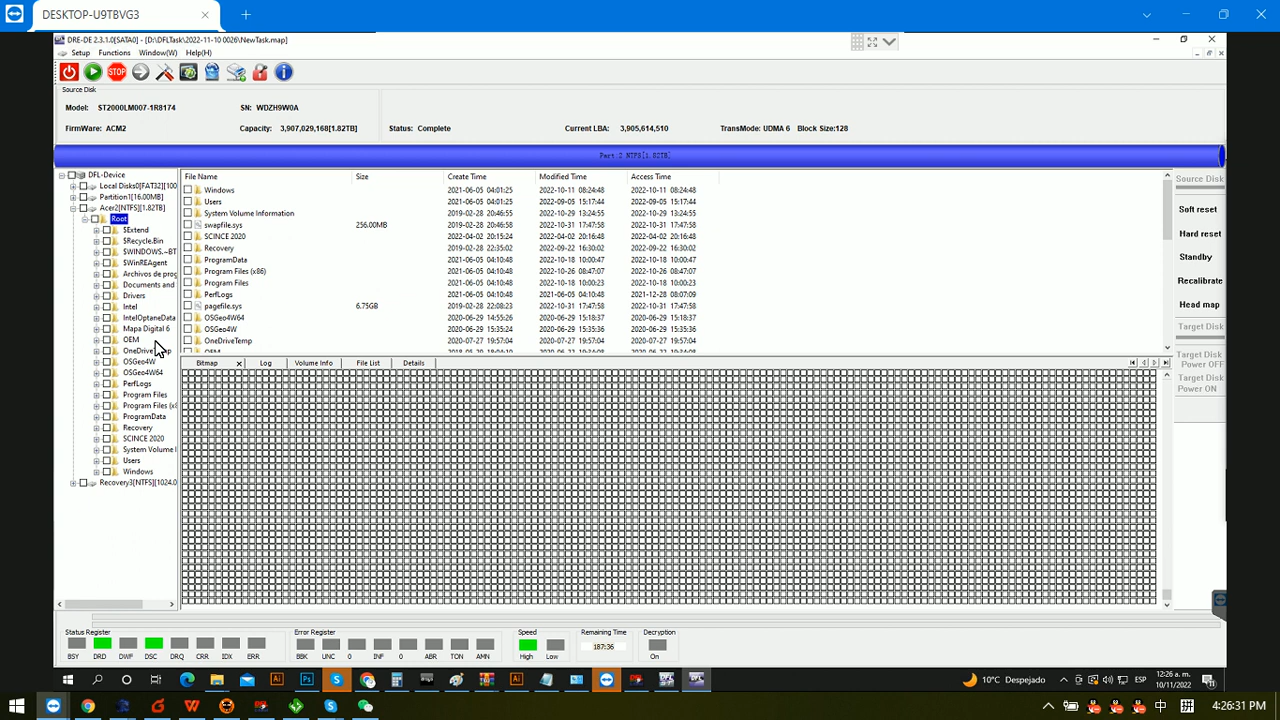 DESKTOP-U9TBVG3
DRE-DE 2.3.1.0[SATA0] - [D:\DFLTask\2022-11-10 0026\NewTask.map]
Setup Functions Window(W) Help(H)
Source Disk
Model: ST2000LM007-1R8174 SN: WDZH9W0A
FirmWare: ACM2 Capacity: 3,907,029,168[1.82TB] Status: Complete Current LBA: 3,905,614,510 TransMode: UDMA 6 Block Size:128
Part:2 NTFS[1.82TB]
DFL-Device
Local Disks0[FAT32][100
Partition1[16.00MB]
Acer2[NTFS][1.82TB]
Root
$Extend
$Recycle.Bin
$WINDOWS.~BT
$WinREAgent
Archivos de prog
Documents and
Drivers
Intel
IntelOptaneData
Mapa Digital 6
OEM
OneDriveTemp
OSGeo4W
OSGeo4W64
PerfLogs
Program Files
Program Files (x8
ProgramData
Recovery
SCINCE 2020
System Volume I
Users
Windows
Recovery3[NTFS][1024.0
File Name Size Create Time Modified Time Access Time
Windows 2021-06-05 04:01:25 2022-10-11 08:24:48 2022-10-11 08:24:48
Users 2021-06-05 04:01:25 2022-09-05 15:17:44 2022-09-05 15:17:44
System Volume Information 2019-02-28 20:46:55 2022-10-29 13:24:55 2022-10-29 13:24:55
swapfile.sys 256.00MB 2019-02-28 20:46:58 2022-10-31 17:47:58 2022-10-31 17:47:58
SCINCE 2020 2022-04-02 20:15:24 2022-04-02 20:16:48 2022-04-02 20:16:48
Recovery 2019-02-28 22:35:02 2022-09-22 16:30:02 2022-09-22 16:30:02
ProgramData 2021-06-05 04:10:48 2022-10-18 10:00:47 2022-10-18 10:00:47
Program Files (x86) 2021-06-05 04:10:48 2022-10-26 08:47:07 2022-10-26 08:47:07
Program Files 2021-06-05 04:10:48 2022-10-18 10:00:23 2022-10-18 10:00:23
PerfLogs 2021-06-05 04:10:48 2021-06-05 04:10:48 2021-11-28 08:07:09
pagefile.sys 6.75GB 2019-02-28 22:08:23 2022-10-31 17:47:58 2022-10-31 17:47:58
OSGeo4W64 2020-06-29 14:55:26 2020-06-29 15:18:37 2020-06-29 15:18:37
OSGeo4W 2020-06-29 15:35:24 2020-06-29 15:35:36 2020-06-29 15:35:36
OneDriveTemp 2020-07-27 19:57:04 2020-07-27 19:57:04 2020-07-27 19:57:04
Bitmap Log Volume Info File List Details
Source Disk
Soft reset
Hard reset
Standby
Recalibrate
Head map
Target Disk
Target Disk
Power OFF
Target Disk
Power ON
Status Register Error Register Speed Remaining Time Decryption
187:36
BSY DRD DWF DSC DRQ CRR IDX ERR BBK UNC 0 INF 0 ABR TON AMN High Low On
10°C Despejado ESP 12:26 a. m.
10/11/2022
中 4:26:31 PM